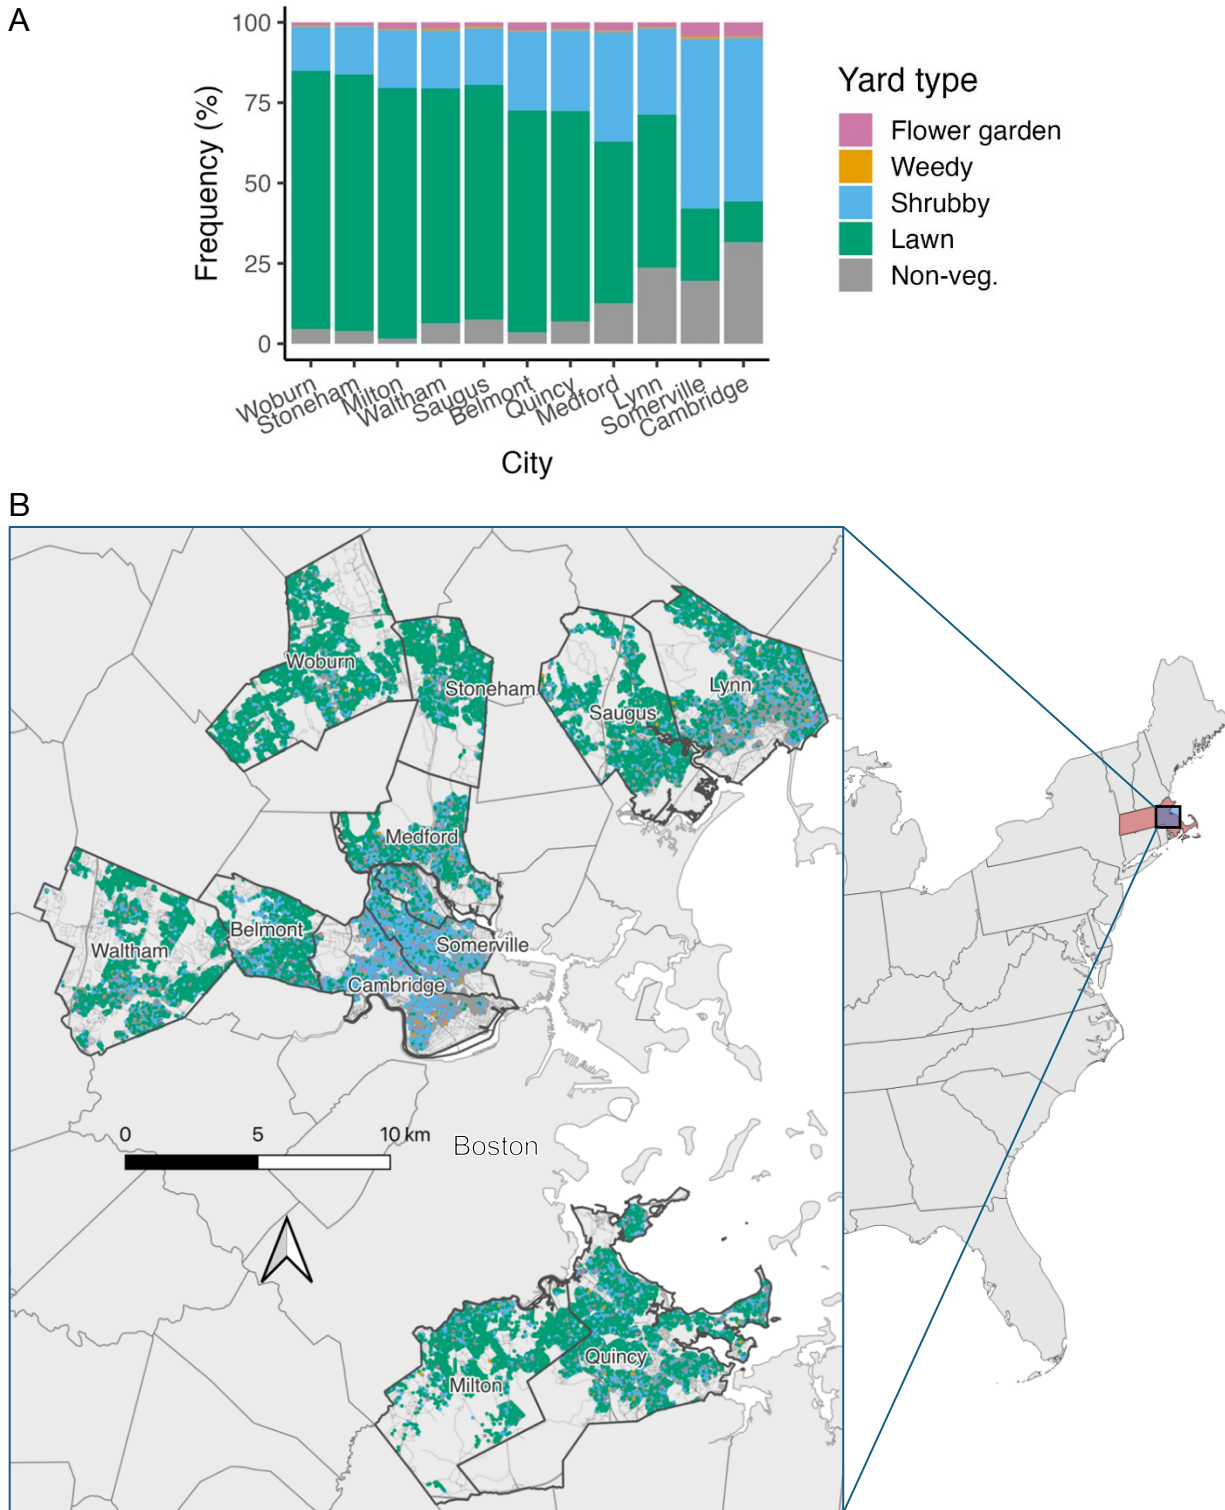 A
100
75
50
25
0
Frequency (%)
Woburn
Stoneham
Milton
Waltham
Saugus
Belmont
Quincy
Medford
Lynn
Somerville
Cambridge
City
Yard type
Flower garden
Weedy
Shrubby
Lawn
Non-veg.
B
Woburn
Stoneham
Lynn
Saugus
Medford
Belmont
Somerville
Waltham
Cambridge
0 5 10 km
Boston
Quincy
Milton